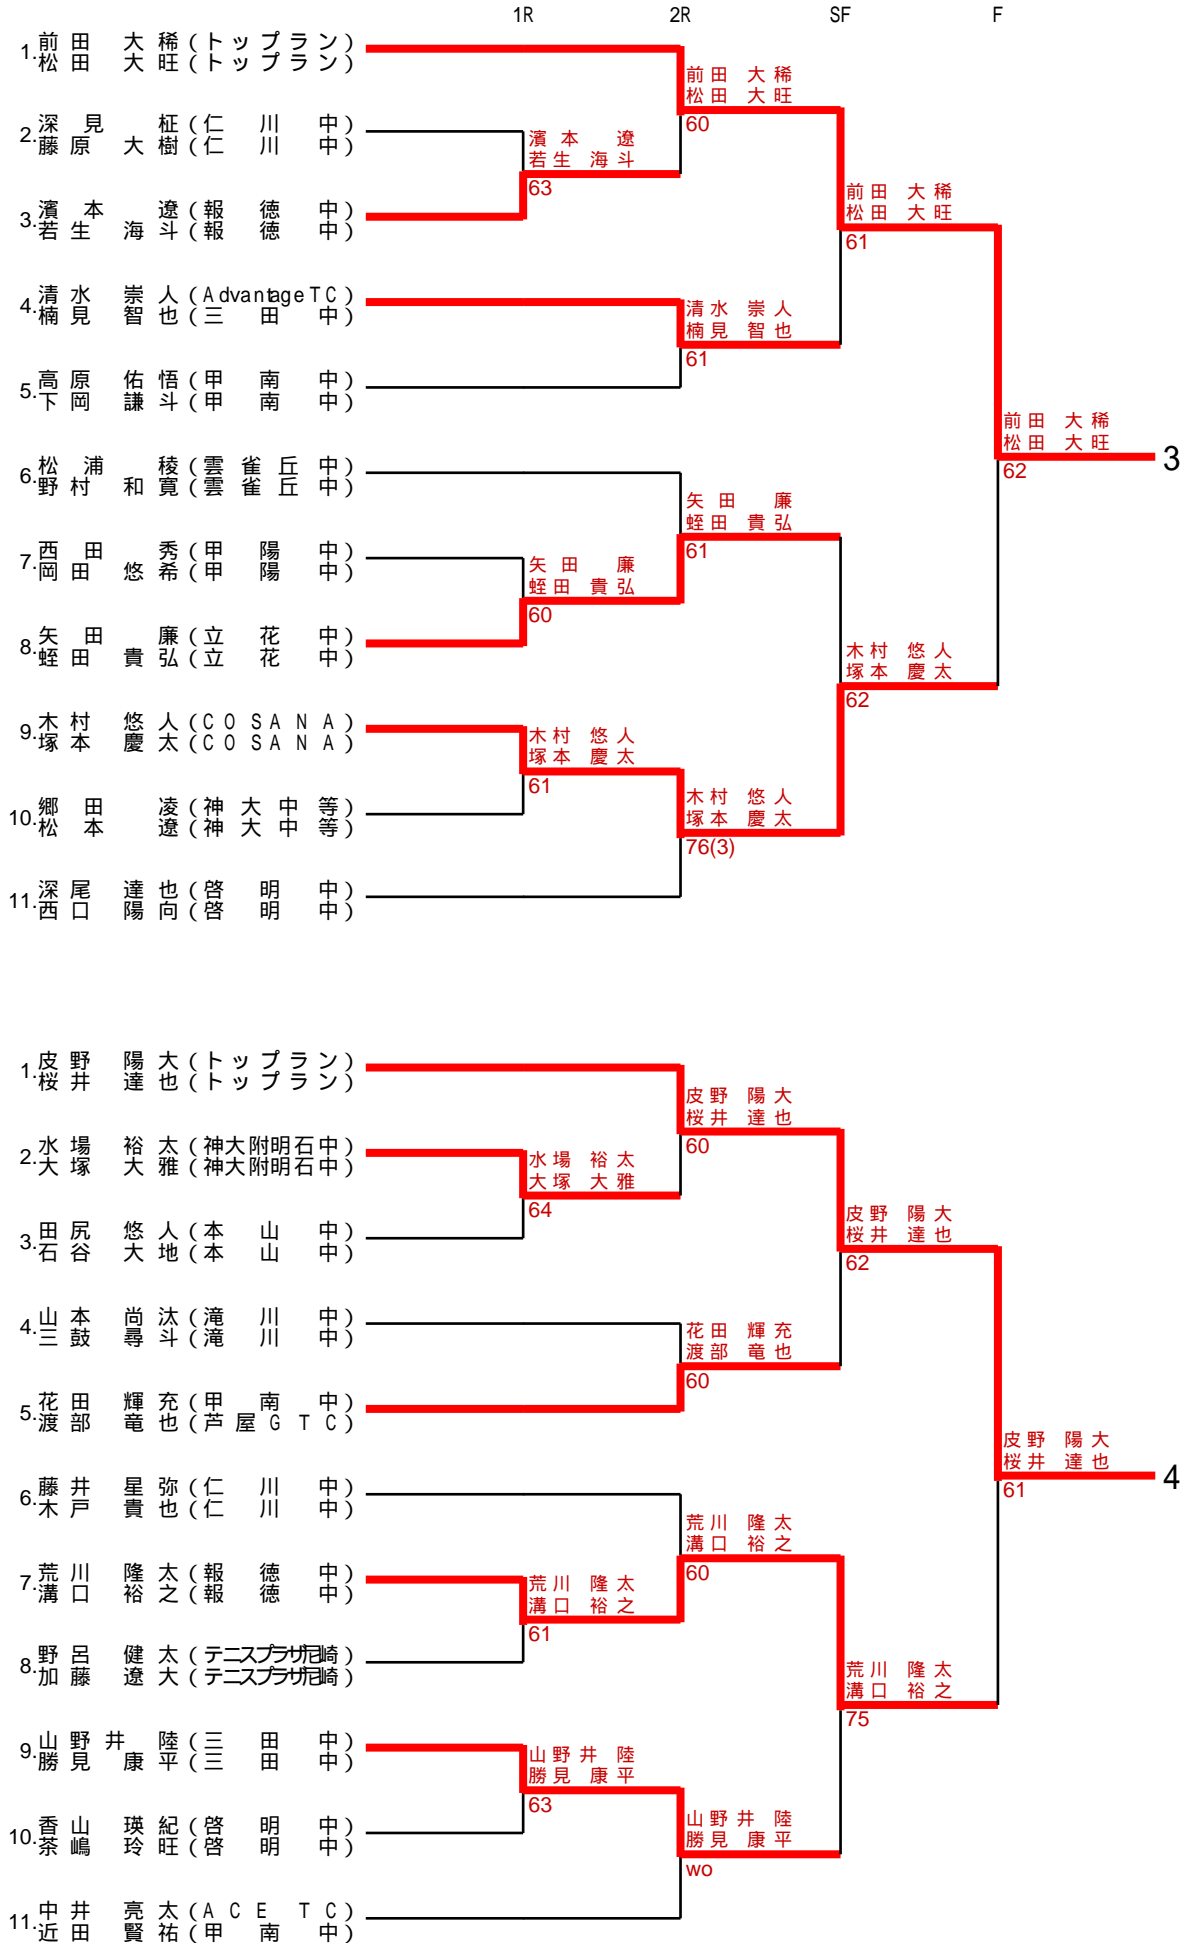 1R 2R SF F
1. 前田 大稀(トップラン)
松田 大旺(トップラン)
前田 大稀
松田 大旺
60
2. 深見 柾(仁川中)
藤原 大樹(仁川中)
濱本 遼
若生 海斗
63
3. 濱本 遼(報徳中)
若生 海斗(報徳中)
前田 大稀
松田 大旺
61
4. 清水 崇人(AdvantageTC)
楠見 智也(三田中)
清水 崇人
楠見 智也
61
5. 高原 佑悟(甲南中)
下岡 謙斗(甲南中)
前田 大稀
松田 大旺
62
3
6. 松浦 稜(雲雀丘中)
野村 和寛(雲雀丘中)
矢田 廉
蛭田 貴弘
61
7. 西田 秀(甲陽中)
岡田 悠希(甲陽中)
矢田 廉
蛭田 貴弘
60
8. 矢田 廉(立花中)
蛭田 貴弘(立花中)
木村 悠人
塚本 慶太
62
9. 木村 悠人(COSANA)
塚本 慶太(COSANA)
木村 悠人
塚本 慶太
61
10. 郷田 凌(神大中等)
松本 遼(神大中等)
木村 悠人
塚本 慶太
76(3)
11. 深尾 達也(啓明中)
西口 陽向(啓明中)
1. 皮野 陽大(トップラン)
桜井 達也(トップラン)
皮野 陽大
桜井 達也
60
2. 水場 裕太(神大附明石中)
大塚 大雅(神大附明石中)
水場 裕太
大塚 大雅
64
3. 田尻 悠人(本山中)
石谷 大地(本山中)
皮野 陽大
桜井 達也
62
4. 山本 尚汰(滝川中)
三鼓 尋斗(滝川中)
花田 輝充
渡部 竜也
60
5. 花田 輝充(甲南中)
渡部 竜也(芦屋GTC)
皮野 陽大
桜井 達也
61
4
6. 藤井 星弥(仁川中)
木戸 貴也(仁川中)
荒川 隆太
溝口 裕之
60
7. 荒川 隆太(報徳中)
溝口 裕之(報徳中)
荒川 隆太
溝口 裕之
61
8. 野呂 健太(テニスプラザ尼崎)
加藤 遼大(テニスプラザ尼崎)
荒川 隆太
溝口 裕之
75
9. 山野井 陸(三田中)
勝見 康平(三田中)
山野井 陸
勝見 康平
63
10. 香山 瑛紀(啓明中)
茶嶋 玲旺(啓明中)
山野井 陸
勝見 康平
wo
11. 中井 亮太(ACE TC)
近田 賢祐(甲南中)